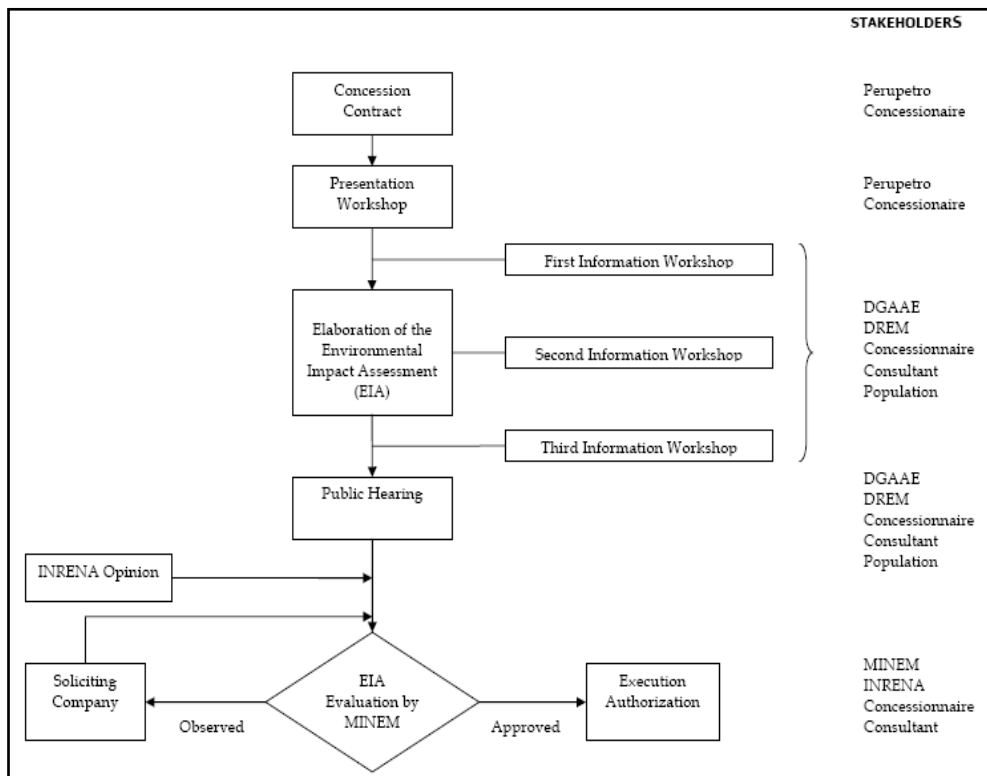 STAKEHOLDERS
Concession
Contract
Perupetro
Concessionaire
Presentation
Workshop
Perupetro
Concessionaire
First Information Workshop
Elaboration of the
Environmental
Impact Assessment
(EIA)
Second Information Workshop
DGAAE
DREM
Concessionnaire
Consultant
Population
Third Information Workshop
Public Hearing
DGAAE
DREM
Concessionnaire
Consultant
Population
INRENA Opinion
Soliciting
Company
Observed
EIA
Evaluation by
MINEM
Approved
Execution
Authorization
MINEM
INRENA
Concessionnaire
Consultant